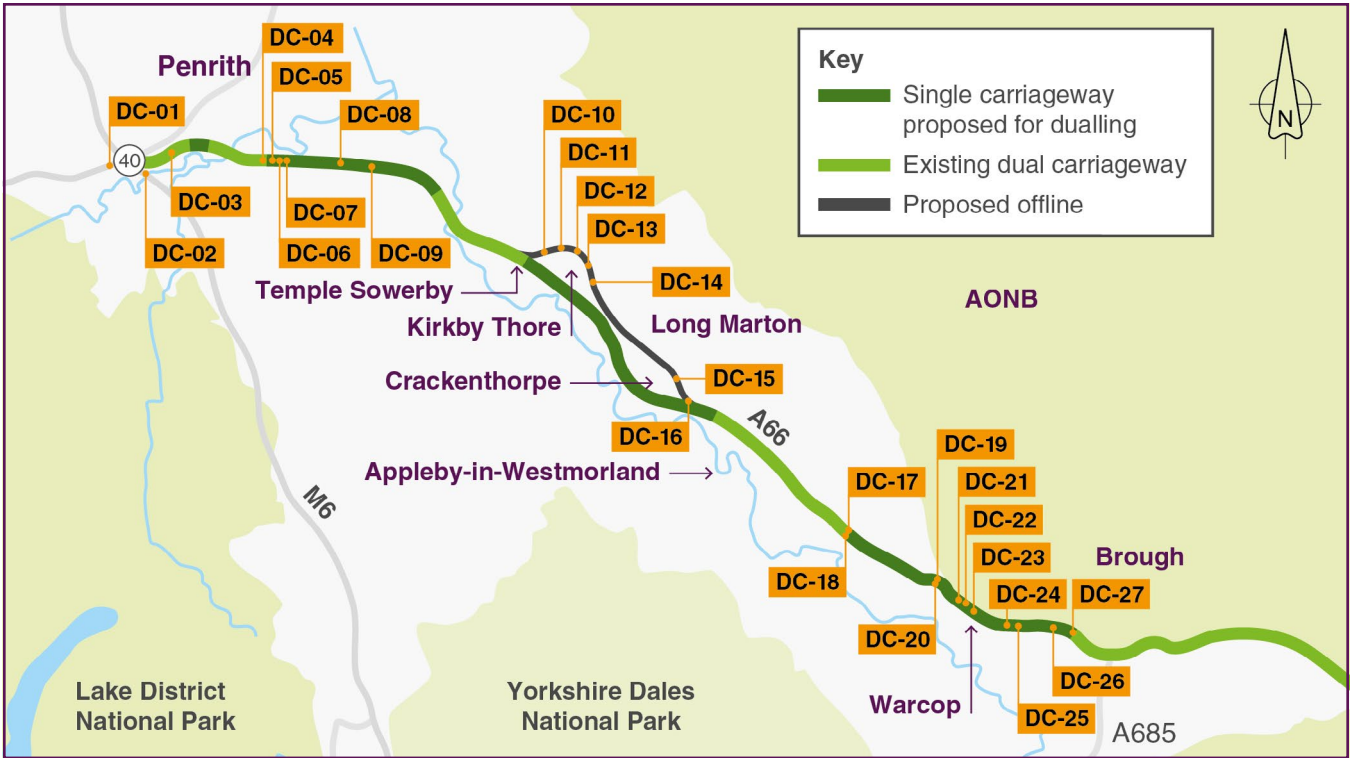 DC-04
Penrith
DC-05
DC-01
DC-08
40
DC-03
DC-07
DC-02
DC-06
DC-09
DC-10
DC-11
DC-12
DC-13
DC-14
Key
Single carriageway
proposed for dualling
Existing dual carriageway
Proposed offline
N
Temple Sowerby
Kirkby Thore
Long Marton
AONB
Crackenthorpe
DC-15
DC-16
A66
Appleby-in-Westmorland
M6
DC-17
DC-18
DC-19
DC-21
DC-22
DC-23
Brough
DC-24
DC-27
DC-20
DC-26
DC-25
Warcop
A685
Lake District
National Park
Yorkshire Dales
National Park